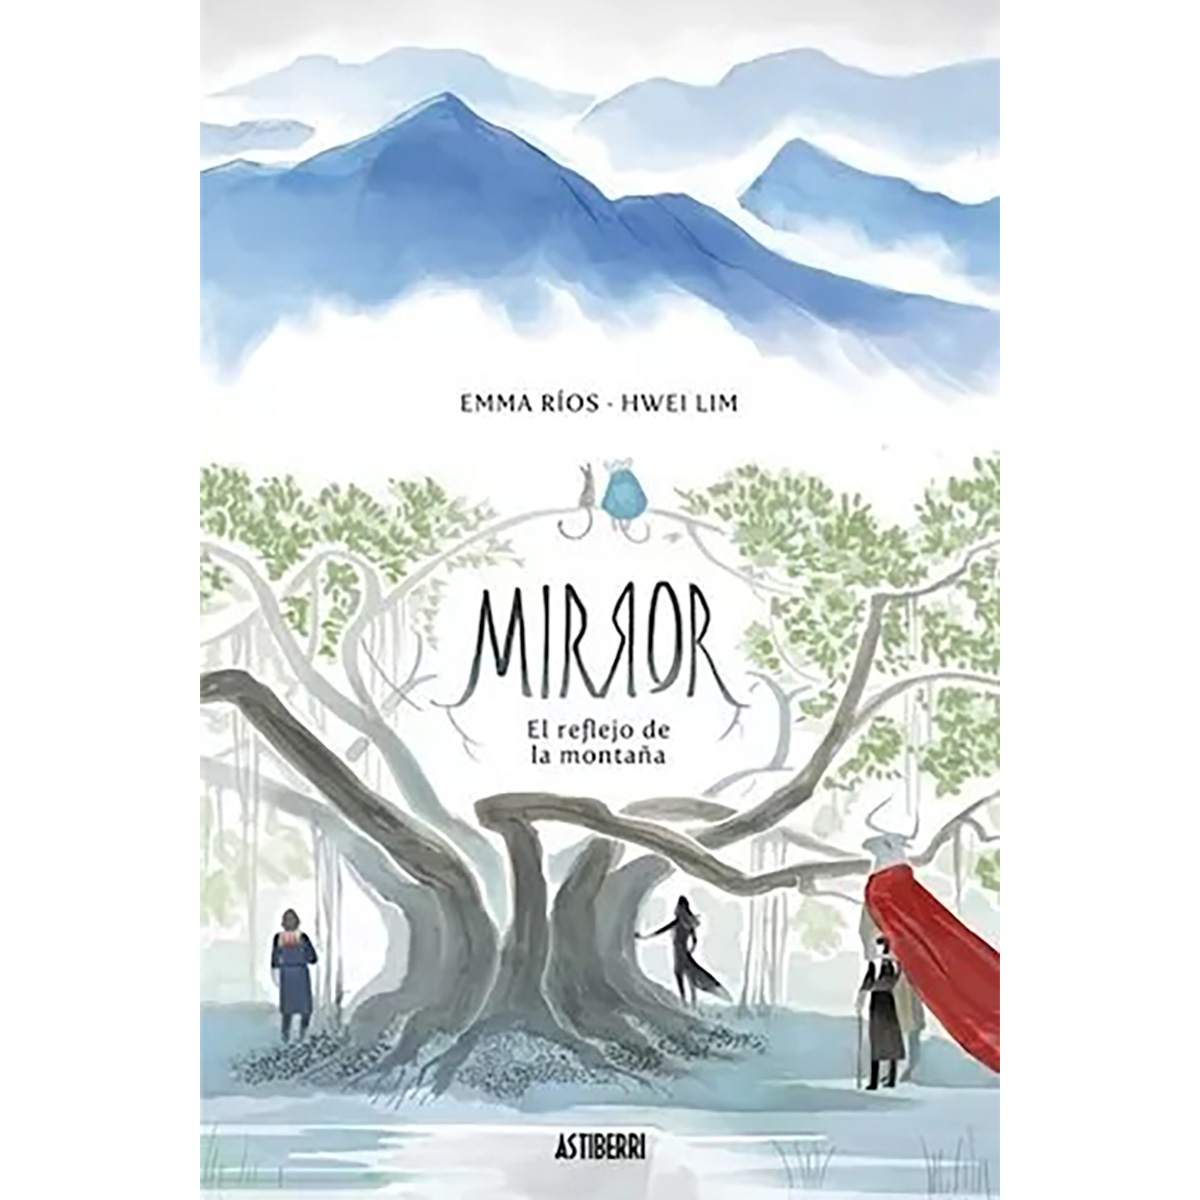 EMMA RÍOS · HWEI LIM
MIRROR
El reflejo de
la montaña
ASTIBERRI